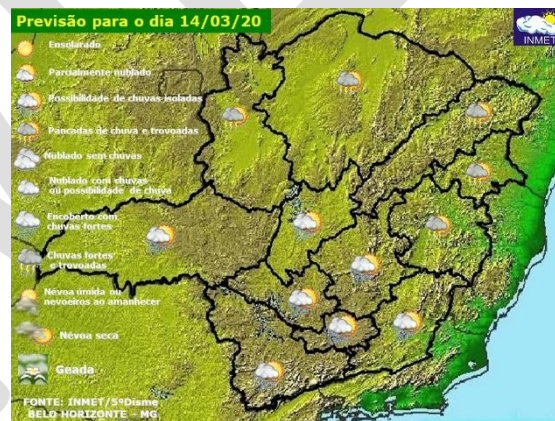 Previsão para o dia 14/03/20
INMET
Ensolarado
Parcialmente nublado
Possibilidade de chuvas isoladas
Pancadas de chuva e trovoadas
Nublado sem chuvas
Nublado com chuvas
ou possibilidade de chuva
Encoberto com
chuvas fortes
Chuvas fortes
e trovoadas
Névoa úmida ou
nevoeiros ao amanhecer
Névoa seca
Geada
FONTE: INMET/5ºDisme
BELO HORIZONTE - MG